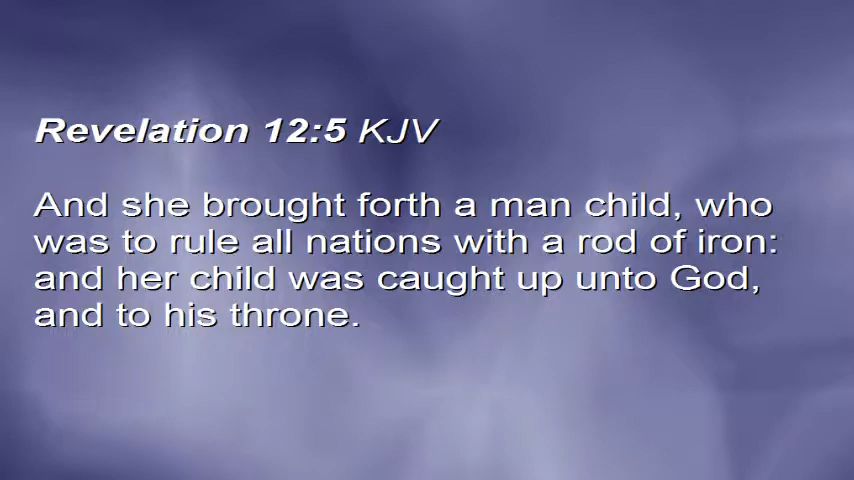 Revelation 12:5 KJV
And she brought forth a man child, who
was to rule all nations with a rod of iron:
and her child was caught up unto God,
and to his throne.